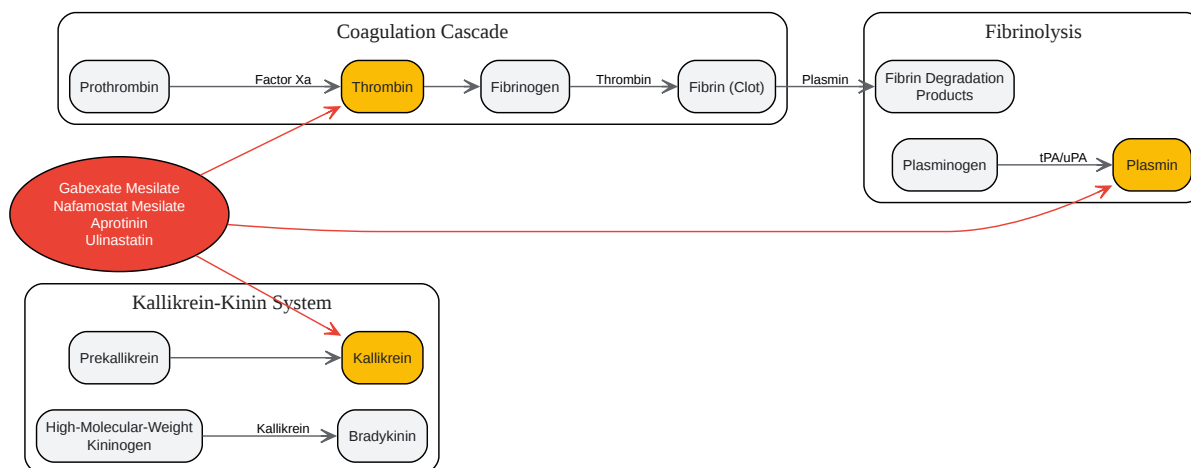 Coagulation Cascade
Prothrombin
Factor Xa
Thrombin
Fibrinogen
Thrombin
Fibrin (Clot)
Plasmin
Fibrinolysis
Fibrin Degradation
Products
Plasminogen
tPA/uPA
Plasmin
Gabexate Mesilate
Nafamostat Mesilate
Aprotinin
Ulinastatin
Kallikrein-Kinin System
Prekallikrein
Kallikrein
High-Molecular-Weight
Kininogen
Kallikrein
Bradykinin